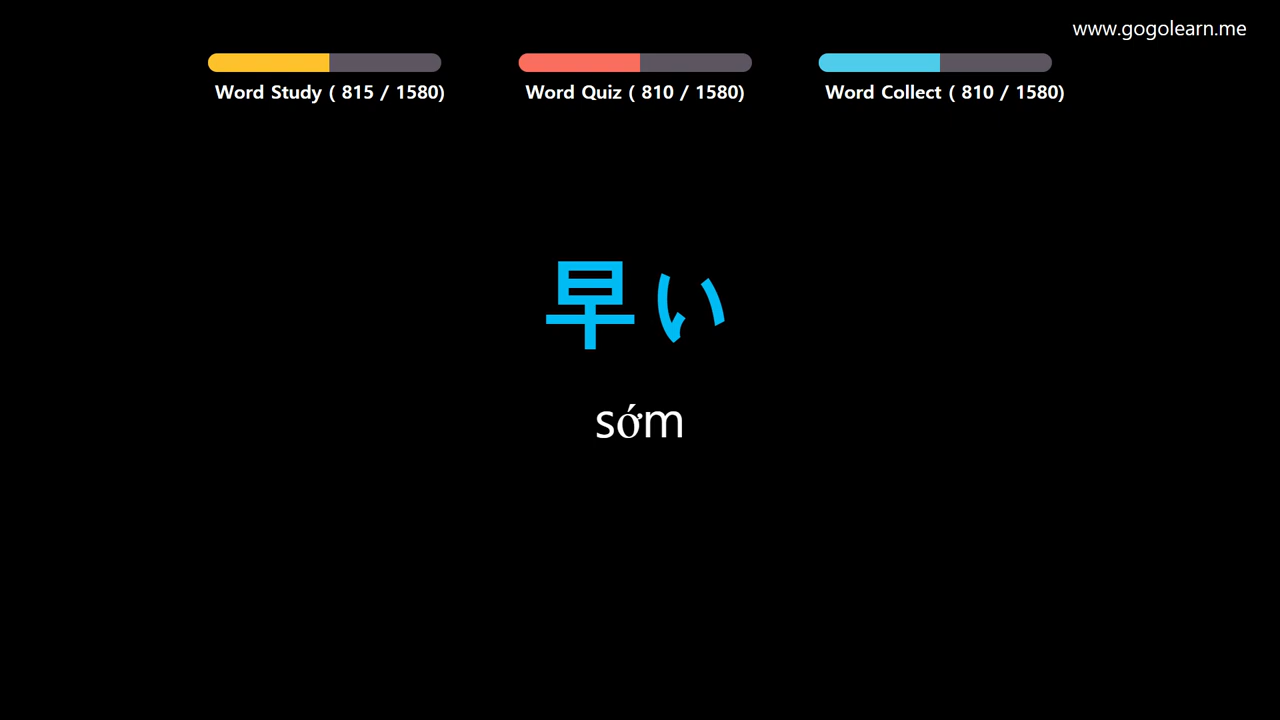 www.gogolearn.me
Word Study ( 815 / 1580)
Word Quiz ( 810 / 1580)
Word Collect ( 810 / 1580)
早い
sớm